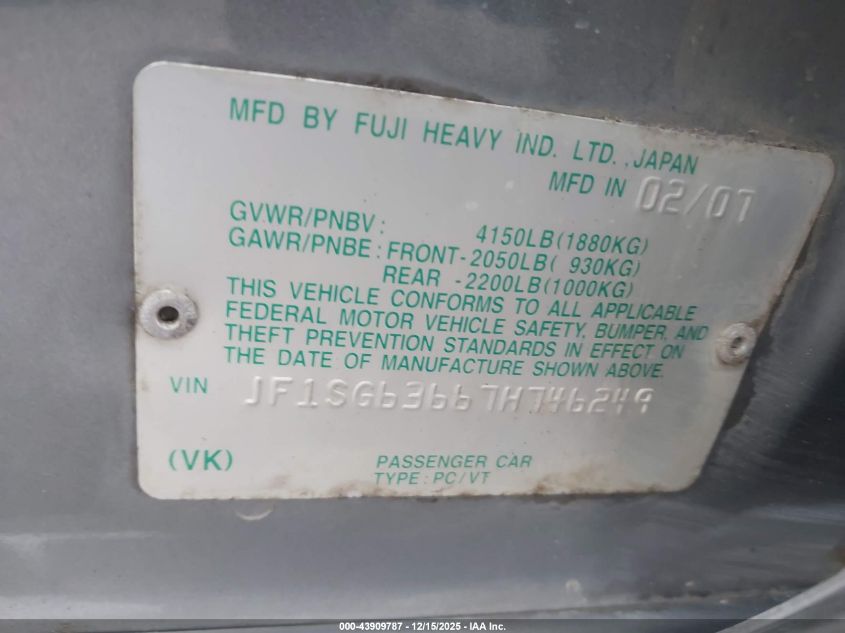 MFD BY FUJI HEAVY IND. LTD., JAPAN
MFD IN 02/07
GVWR/PNBV: 4150LB(1880KG)
GAWR/PNBE: FRONT-2050LB( 930KG)
REAR -2200LB(1000KG)
THIS VEHICLE CONFORMS TO ALL APPLICABLE
FEDERAL MOTOR VEHICLE SAFETY, BUMPER, AND
THEFT PREVENTION STANDARDS IN EFFECT ON
THE DATE OF MANUFACTURE SHOWN ABOVE.
VIN JF1SG63667H746249
(VK) PASSENGER CAR
TYPE: PC/VT
000-43909787 - 12/15/2025 - IAA Inc.